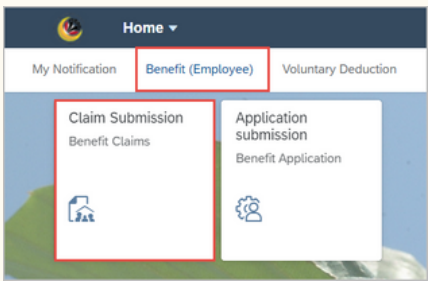 Home
My Notification Benefit (Employee) Voluntary Deduction
Claim Submission
Benefit Claims
Application
submission
Benefit Application